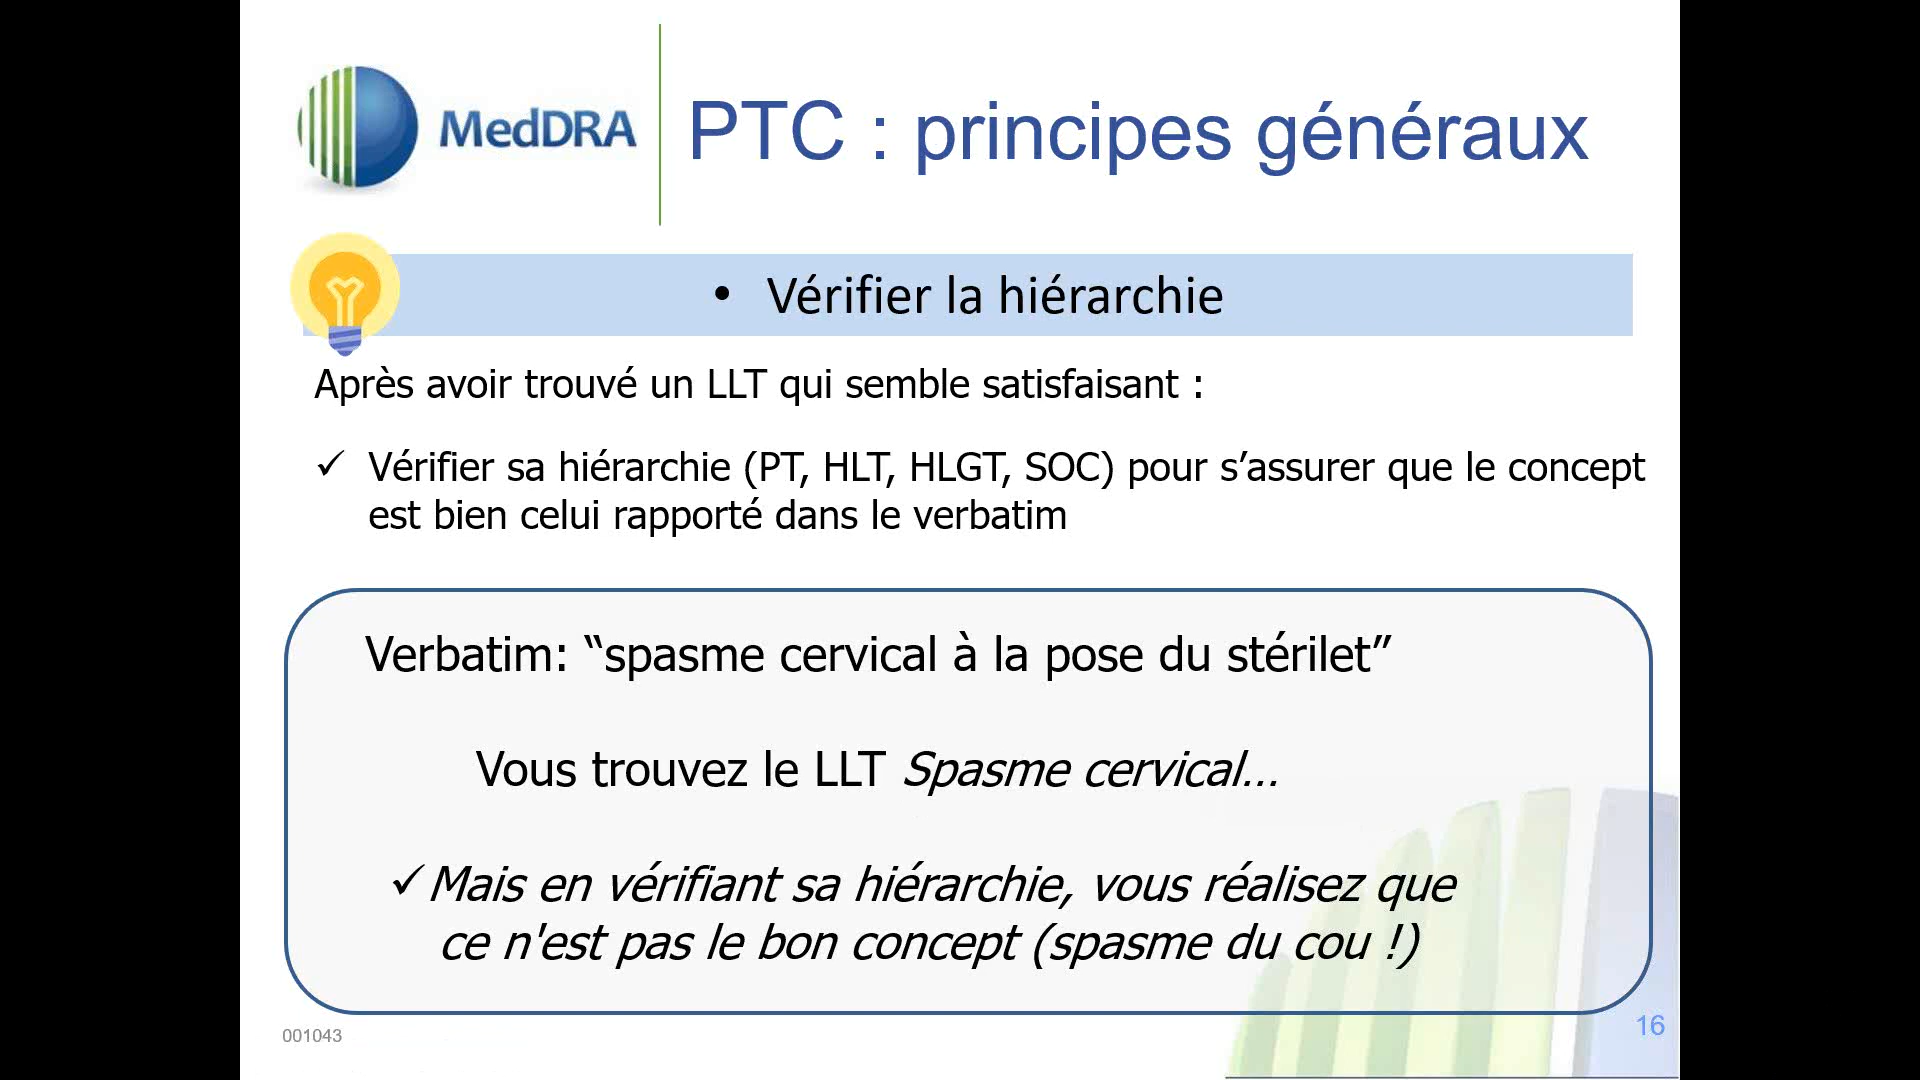 MedDRA
PTC : principes généraux
• Vérifier la hiérarchie
Après avoir trouvé un LLT qui semble satisfaisant :
✓ Vérifier sa hiérarchie (PT, HLT, HLGT, SOC) pour s’assurer que le concept
est bien celui rapporté dans le verbatim
Verbatim: “spasme cervical à la pose du stérilet”
Vous trouvez le LLT Spasme cervical…
✓ Mais en vérifiant sa hiérarchie, vous réalisez que
ce n'est pas le bon concept (spasme du cou !)
001043
16